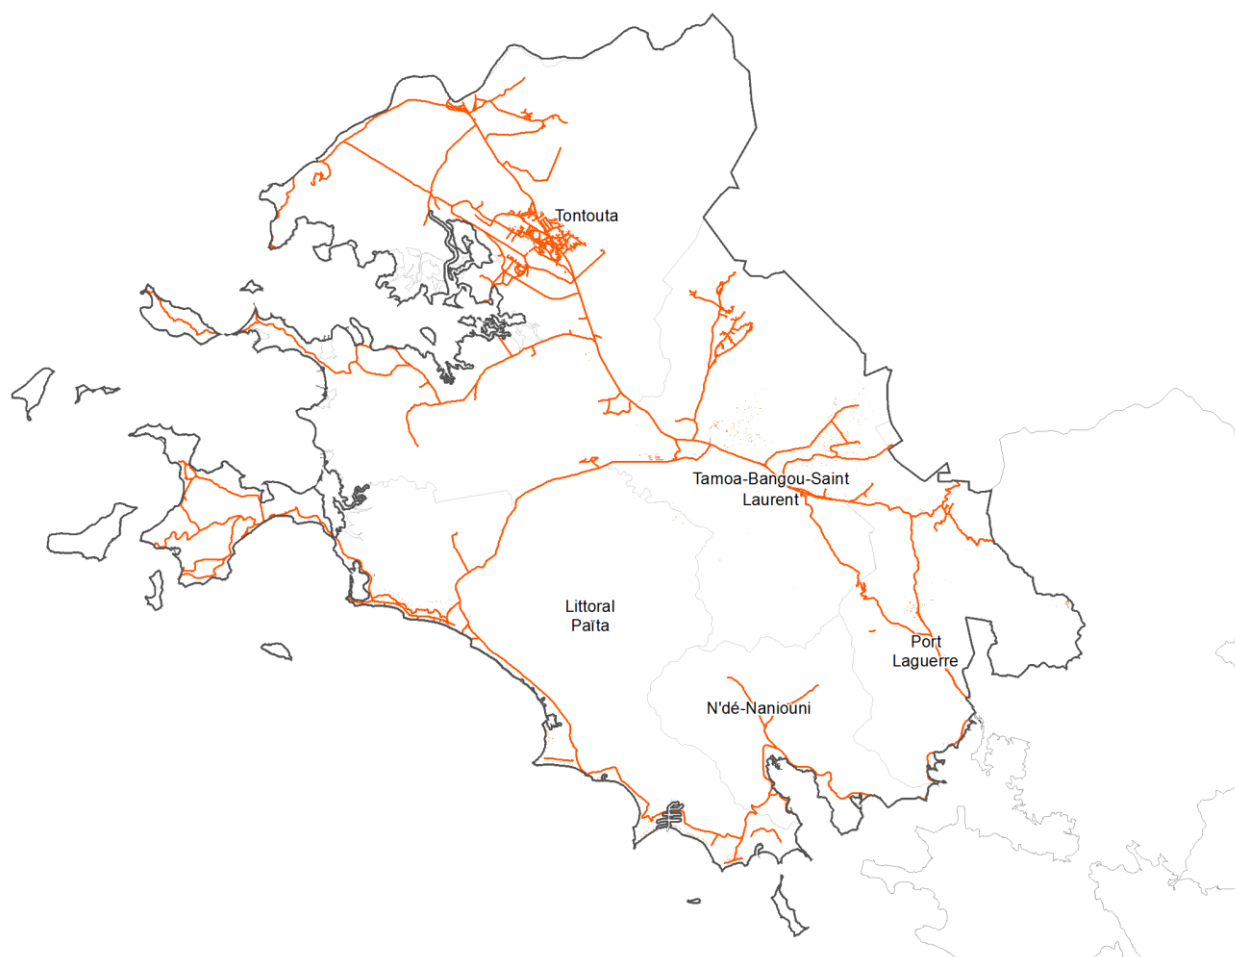 Tontouta
Tamoa-Bangou-Saint
Laurent
Littoral
Païta
Port
Laguerre
N'dé-Naniouni